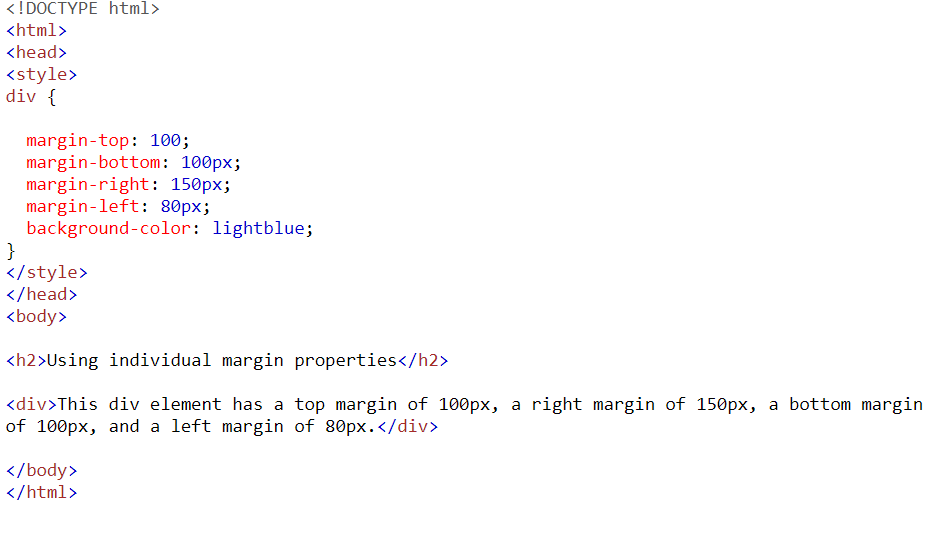 <!DOCTYPE html>
<html>
<head>
<style>
div {
margin-top: 100;
margin-bottom: 100px;
margin-right: 150px;
margin-left: 80px;
background-color: lightblue;
}
</style>
</head>
<body>
<h2>Using individual margin properties</h2>
<div>This div element has a top margin of 100px, a right margin of 150px, a bottom margin
of 100px, and a left margin of 80px.</div>
</body>
</html>